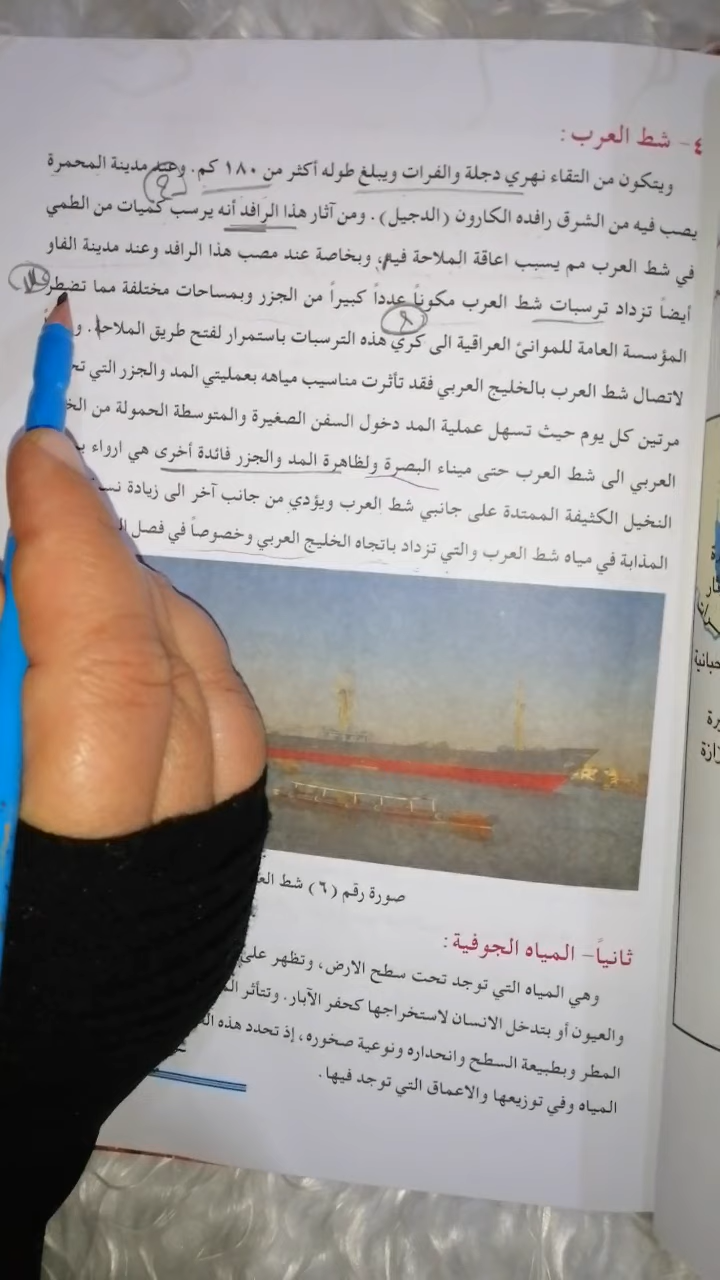 ٤- شط العرب :
ويتكون من التقاء نهري دجلة والفرات ويبلغ طوله أكثر من ١٨٠ كم. وعند مدينة المحمرة
يصب فيه من الشرق رافده الكارون (الدجيل). ومن آثار هذا الرافد أنه يرسب كميات من الطمي
في شط العرب مم يسبب اعاقة الملاحة فيه، وبخاصة عند مصب هذا الرافد وعند مدينة الفاو
أيضاً تزداد ترسبات شط العرب مكوناً عدداً كبيراً من الجزر وبمساحات مختلفة مما تضطر
المؤسسة العامة للموانئ العراقية الى كري هذه الترسبات باستمرار لفتح طريق الملاحة.
لاتصال شط العرب بالخليج العربي فقد تأثرت مناسيب مياهه بعمليتي المد والجزر التي
مرتين كل يوم حيث تسهل عملية المد دخول السفن الصغيرة والمتوسطة الحمولة من
العربي الى شط العرب حتى ميناء البصرة ولظاهرة المد والجزر فائدة أخرى هي ارواء
النخيل الكثيفة الممتدة على جانبي شط العرب ويؤدي من جانب آخر الى زيادة
المذابة في مياه شط العرب والتي تزداد باتجاه الخليج العربي وخصوصاً في فصل
صورة رقم (٦) شط
ثانياً- المياه الجوفية :
وهي المياه التي توجد تحت سطح الارض، وتظهر على
والعيون أو بتدخل الانسان لاستخراجها كحفر الآبار. وتتأثر
المطر وبطبيعة السطح وانحداره ونوعية صخوره، إذ تحدد هذه
المياه وفي توزيعها والاعماق التي توجد فيها.